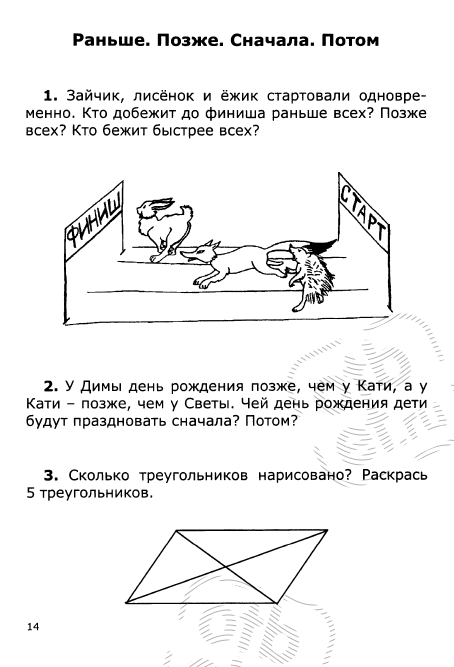 Раньше. Позже. Сначала. Потом
1. Зайчик, лисёнок и ёжик стартовали одновре-
менно. Кто добежит до финиша раньше всех? Позже
всех? Кто бежит быстрее всех?
ФИНИШ
СТАРТ
2. У Димы день рождения позже, чем у Кати, а у
Кати – позже, чем у Светы. Чей день рождения дети
будут праздновать сначала? Потом?
3. Сколько треугольников нарисовано? Раскрась
5 треугольников.
14